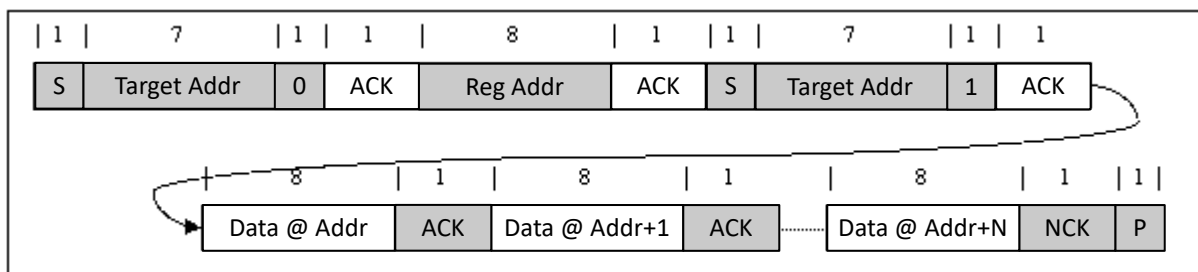 | 1 | 7 | 1 | 1 | 8 | 1 | 1 | 7 | 1 | 1
S Target Addr 0 ACK Reg Addr ACK S Target Addr 1 ACK
| 8 | 1 | 8 | 1 | 8 | 1 | 1 |
Data @ Addr ACK Data @ Addr+1 ACK Data @ Addr+N NCK P